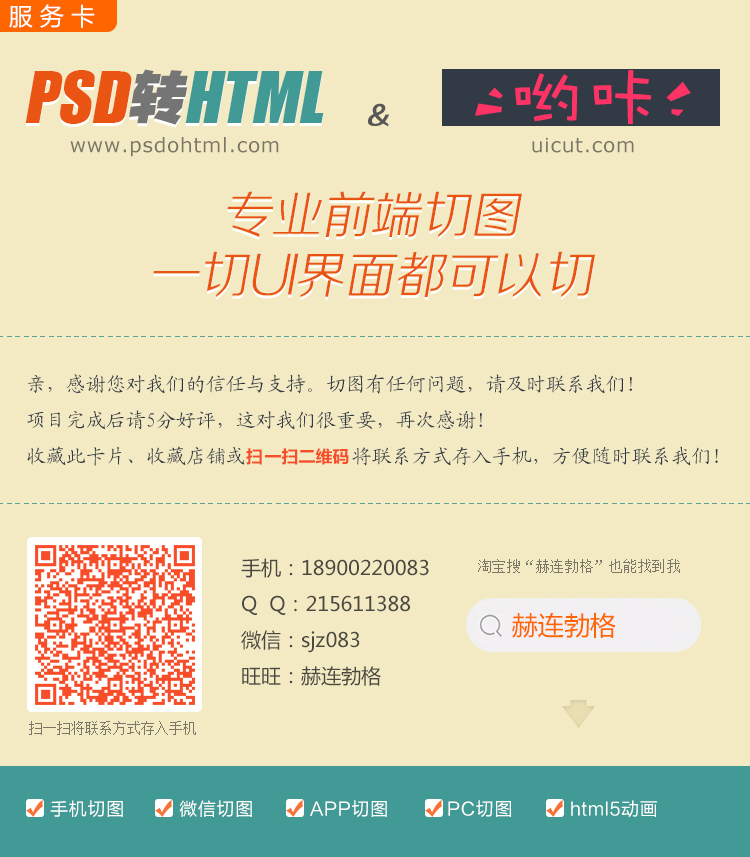 服务卡
PSD转HTML
&
哟咔
www.psdohtml.com
uicut.com
专业前端切图
一切UI界面都可以切
亲，感谢您对我们的信任与支持。切图有任何问题，请及时联系我们！
项目完成后请5分好评，这对我们很重要，再次感谢！
收藏此卡片、收藏店铺或扫一扫二维码将联系方式存入手机，方便随时联系我们！
手机：18900220083
Q Q：215611388
微信：sjz083
旺旺：赫连勃格
淘宝搜“赫连勃格”也能找到我
赫连勃格
扫一扫将联系方式存入手机
手机切图 微信切图 APP切图 PC切图 html5动画